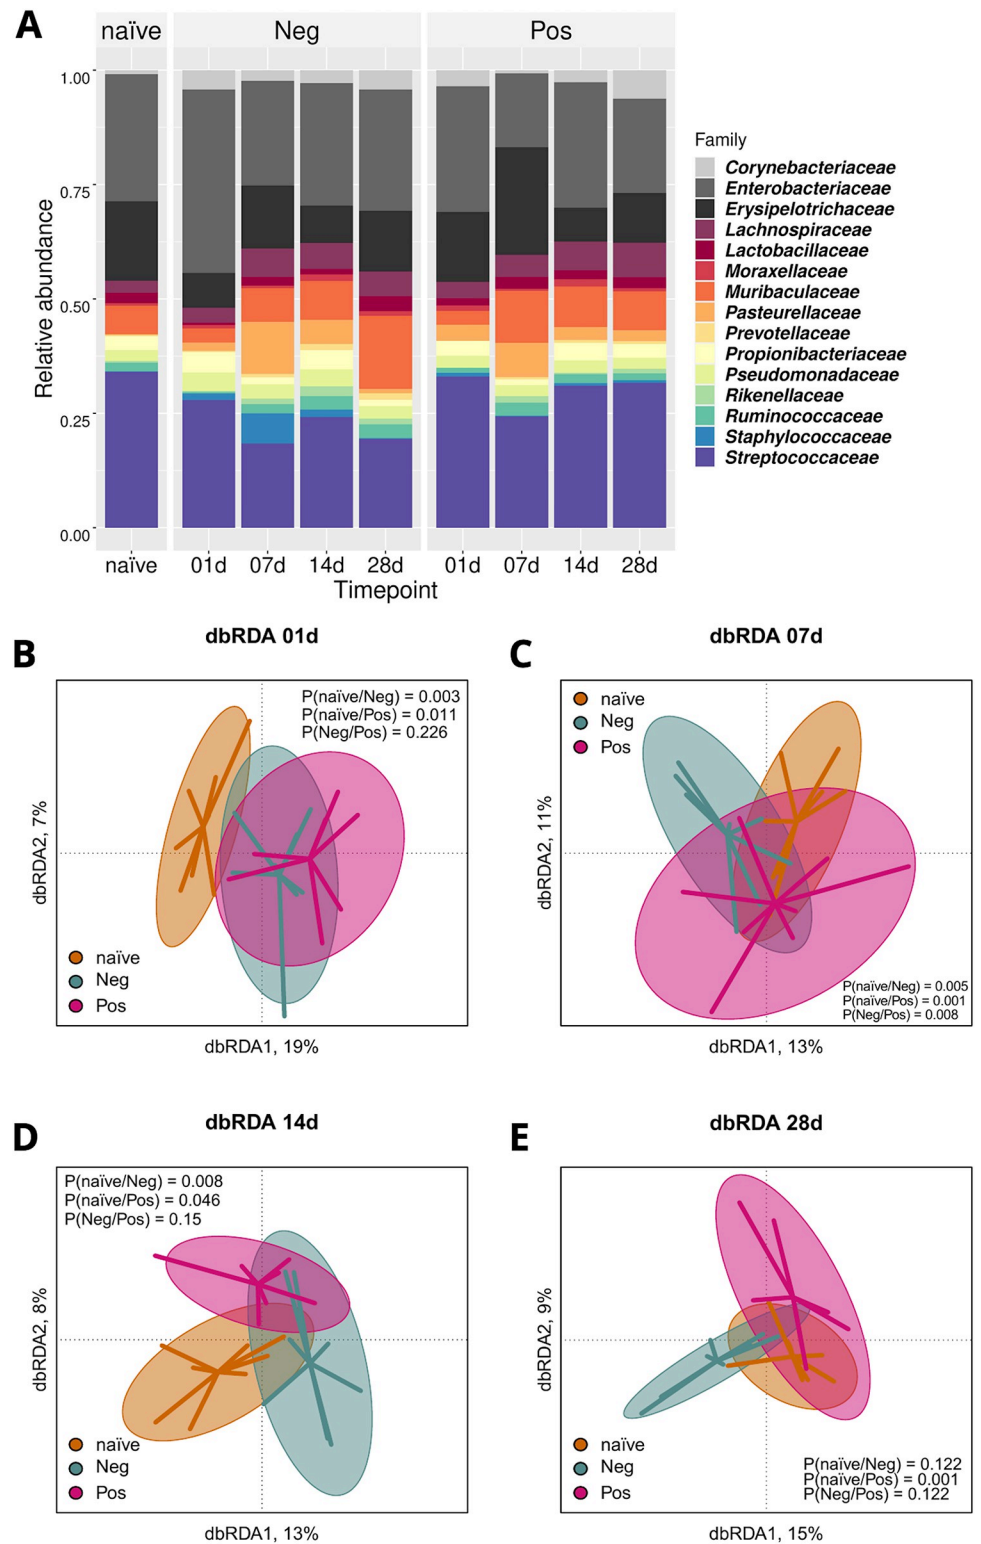 A
naïve
Neg
Pos
1.00
0.75
0.50
0.25
0.00
Relative abundance
naïve
01d
07d
14d
28d
01d
07d
14d
28d
Timepoint
Family
Corynebacteriaceae
Enterobacteriaceae
Erysipelotrichaceae
Lachnospiraceae
Lactobacillaceae
Moraxellaceae
Muribaculaceae
Pasteurellaceae
Prevotellaceae
Propionibacteriaceae
Pseudomonadaceae
Rikenellaceae
Ruminococcaceae
Staphylococcaceae
Streptococcaceae
B
dbRDA 01d
P(naïve/Neg) = 0.003
P(naïve/Pos) = 0.011
P(Neg/Pos) = 0.226
dbRDA2, 7%
naïve
Neg
Pos
dbRDA1, 19%
C
dbRDA 07d
naïve
Neg
Pos
dbRDA2, 11%
P(naïve/Neg) = 0.005
P(naïve/Pos) = 0.001
P(Neg/Pos) = 0.008
dbRDA1, 13%
D
dbRDA 14d
P(naïve/Neg) = 0.008
P(naïve/Pos) = 0.046
P(Neg/Pos) = 0.15
dbRDA2, 8%
naïve
Neg
Pos
dbRDA1, 13%
E
dbRDA 28d
dbRDA2, 9%
naïve
Neg
Pos
P(naïve/Neg) = 0.122
P(naïve/Pos) = 0.001
P(Neg/Pos) = 0.122
dbRDA1, 15%